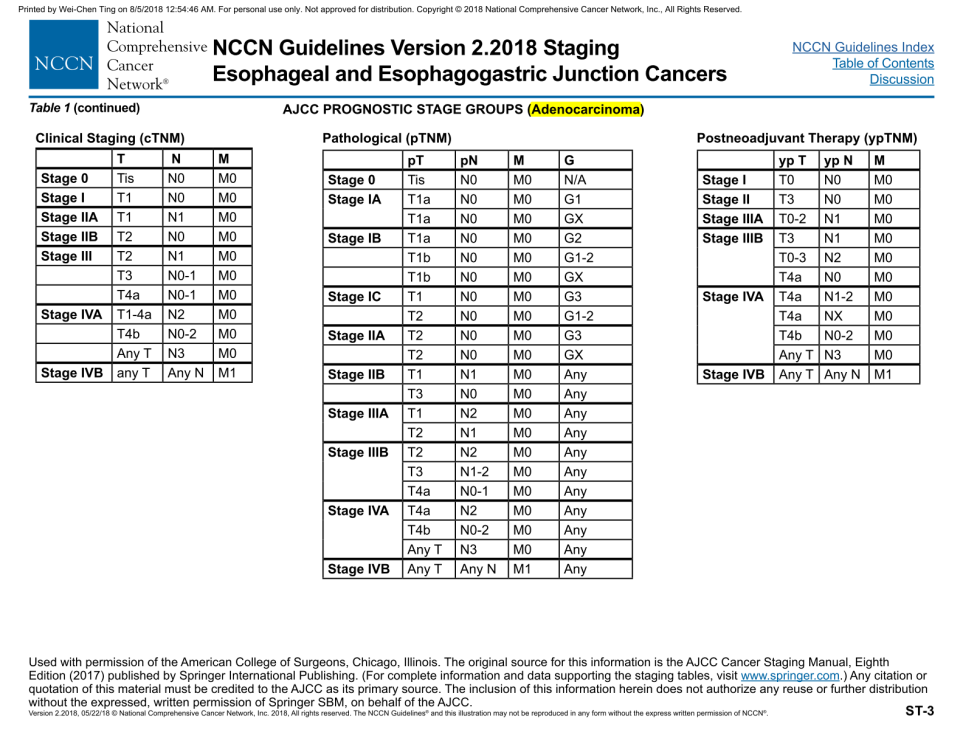 Printed by Wei-Chen Ting on 8/5/2018 12:54:46 AM. For personal use only. Not approved for distribution. Copyright © 2018 National Comprehensive Cancer Network, Inc., All Rights Reserved.
NCCN
National
Comprehensive
Cancer
Network®
NCCN Guidelines Version 2.2018 Staging
Esophageal and Esophagogastric Junction Cancers
NCCN Guidelines Index
Table of Contents
Discussion
Table 1 (continued)
AJCC PROGNOSTIC STAGE GROUPS (Adenocarcinoma)
Clinical Staging (cTNM)
T N M
Stage 0 Tis N0 M0
Stage I T1 N0 M0
Stage IIA T1 N1 M0
Stage IIB T2 N0 M0
Stage III T2 N1 M0
T3 N0-1 M0
T4a N0-1 M0
Stage IVA T1-4a N2 M0
T4b N0-2 M0
Any T N3 M0
Stage IVB any T Any N M1
Pathological (pTNM)
pT pN M G
Stage 0 Tis N0 M0 N/A
Stage IA T1a N0 M0 G1
T1a N0 M0 GX
Stage IB T1a N0 M0 G2
T1b N0 M0 G1-2
T1b N0 M0 GX
Stage IC T1 N0 M0 G3
T2 N0 M0 G1-2
Stage IIA T2 N0 M0 G3
T2 N0 M0 GX
Stage IIB T1 N1 M0 Any
T3 N0 M0 Any
Stage IIIA T1 N2 M0 Any
T2 N1 M0 Any
Stage IIIB T2 N2 M0 Any
T3 N1-2 M0 Any
T4a N0-1 M0 Any
Stage IVA T4a N2 M0 Any
T4b N0-2 M0 Any
Any T N3 M0 Any
Stage IVB Any T Any N M1 Any
Postneoadjuvant Therapy (ypTNM)
yp T yp N M
Stage I T0 N0 M0
Stage II T3 N0 M0
Stage IIIA T0-2 N1 M0
Stage IIIB T3 N1 M0
T0-3 N2 M0
T4a N0 M0
Stage IVA T4a N1-2 M0
T4a NX M0
T4b N0-2 M0
Any T N3 M0
Stage IVB Any T Any N M1
Used with permission of the American College of Surgeons, Chicago, Illinois. The original source for this information is the AJCC Cancer Staging Manual, Eighth
Edition (2017) published by Springer International Publishing. (For complete information and data supporting the staging tables, visit www.springer.com.) Any citation or
quotation of this material must be credited to the AJCC as its primary source. The inclusion of this information herein does not authorize any reuse or further distribution
without the expressed, written permission of Springer SBM, on behalf of the AJCC.
Version 2.2018, 05/22/18 © National Comprehensive Cancer Network, Inc. 2018, All rights reserved. The NCCN Guidelines® and this illustration may not be reproduced in any form without the express written permission of NCCN®.
ST-3